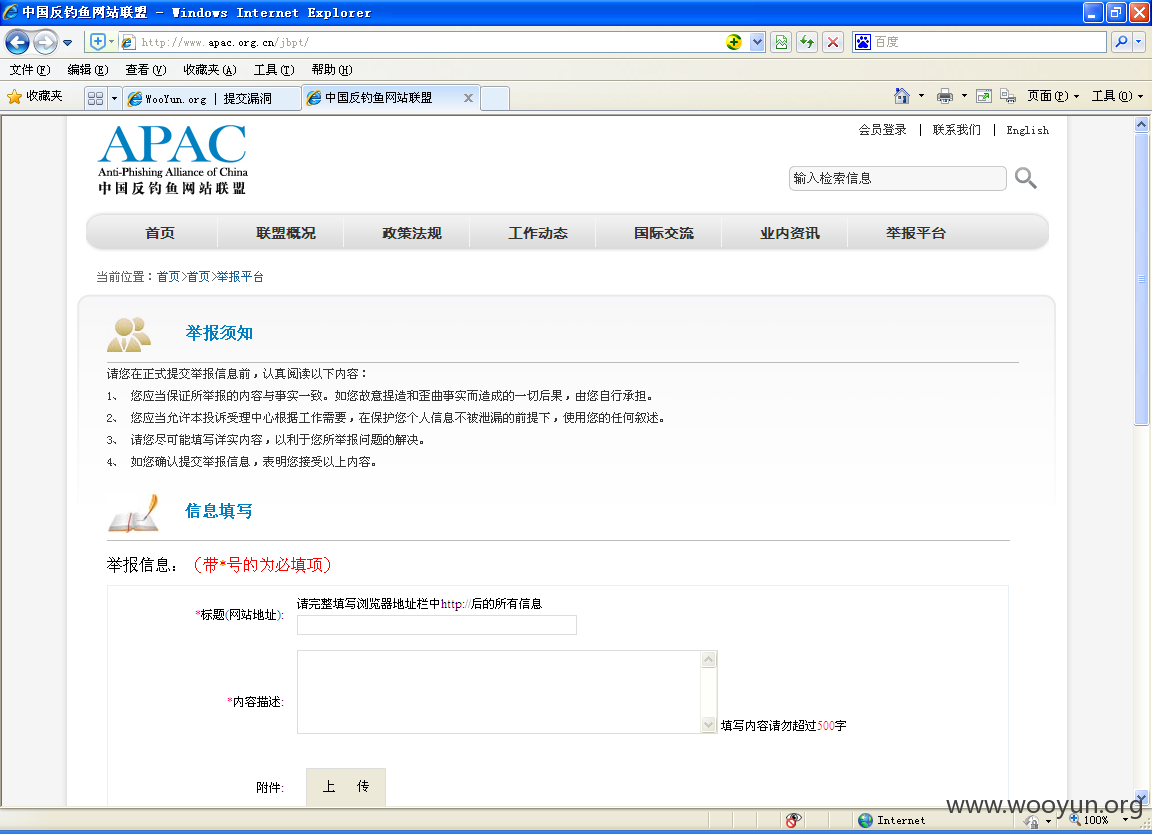 中国反钓鱼网站联盟 - Windows Internet Explorer
http://www.apac.org.cn/jbpt/
百度
文件(F) 编辑(E) 查看(V) 收藏夹(A) 工具(T) 帮助(H)
收藏夹
WooYun.org | 提交漏洞
中国反钓鱼网站联盟
页面(P)
工具(O)
会员登录 | 联系我们 | English
APAC
Anti-Phishing Alliance of China
中国反钓鱼网站联盟
输入检索信息
首页 联盟概况 政策法规 工作动态 国际交流 业内资讯 举报平台
当前位置：首页>首页>举报平台
举报须知
请您在正式提交举报信息前，认真阅读以下内容：
1、 您应当保证所举报的内容与事实一致。如您故意捏造和歪曲事实而造成的一切后果，由您自行承担。
2、 您应当允许本投诉受理中心根据工作需要，在保护您个人信息不被泄漏的前提下，使用您的任何叙述。
3、 请您尽可能填写详实内容，以利于您所举报问题的解决。
4、 如您确认提交举报信息，表明您接受以上内容。
信息填写
举报信息：（带*号的为必填项）
请完整填写浏览器地址栏中http://后的所有信息
*标题(网站地址):
*内容描述:
填写内容请勿超过500字
附件:
上 传
www.wooyun.org
Internet
100%